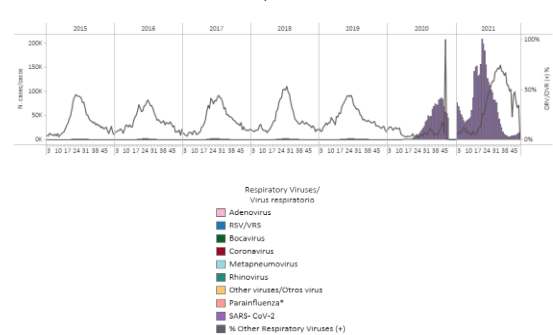 2015 2016 2017 2018 2019 2020 2021
200K 100%
150K
100K 50%
50K
0K 0%
N. cases/casos
ORV/OVR (+) %
3 10 17 24 31 38 45 3 10 17 24 31 38 45 3 10 17 24 31 38 45 3 10 17 24 31 38 45 3 10 17 24 31 38 45 3 10 17 24 31 38 45 3 10 17 24 31 38 45
Respiratory Viruses/
Virus respiratorio
Adenovirus
RSV/VRS
Bocavirus
Coronavirus
Metapneumovirus
Rhinovirus
Other viruses/Otros virus
Parainfluenza*
SARS- CoV-2
% Other Respiratory Viruses (+)